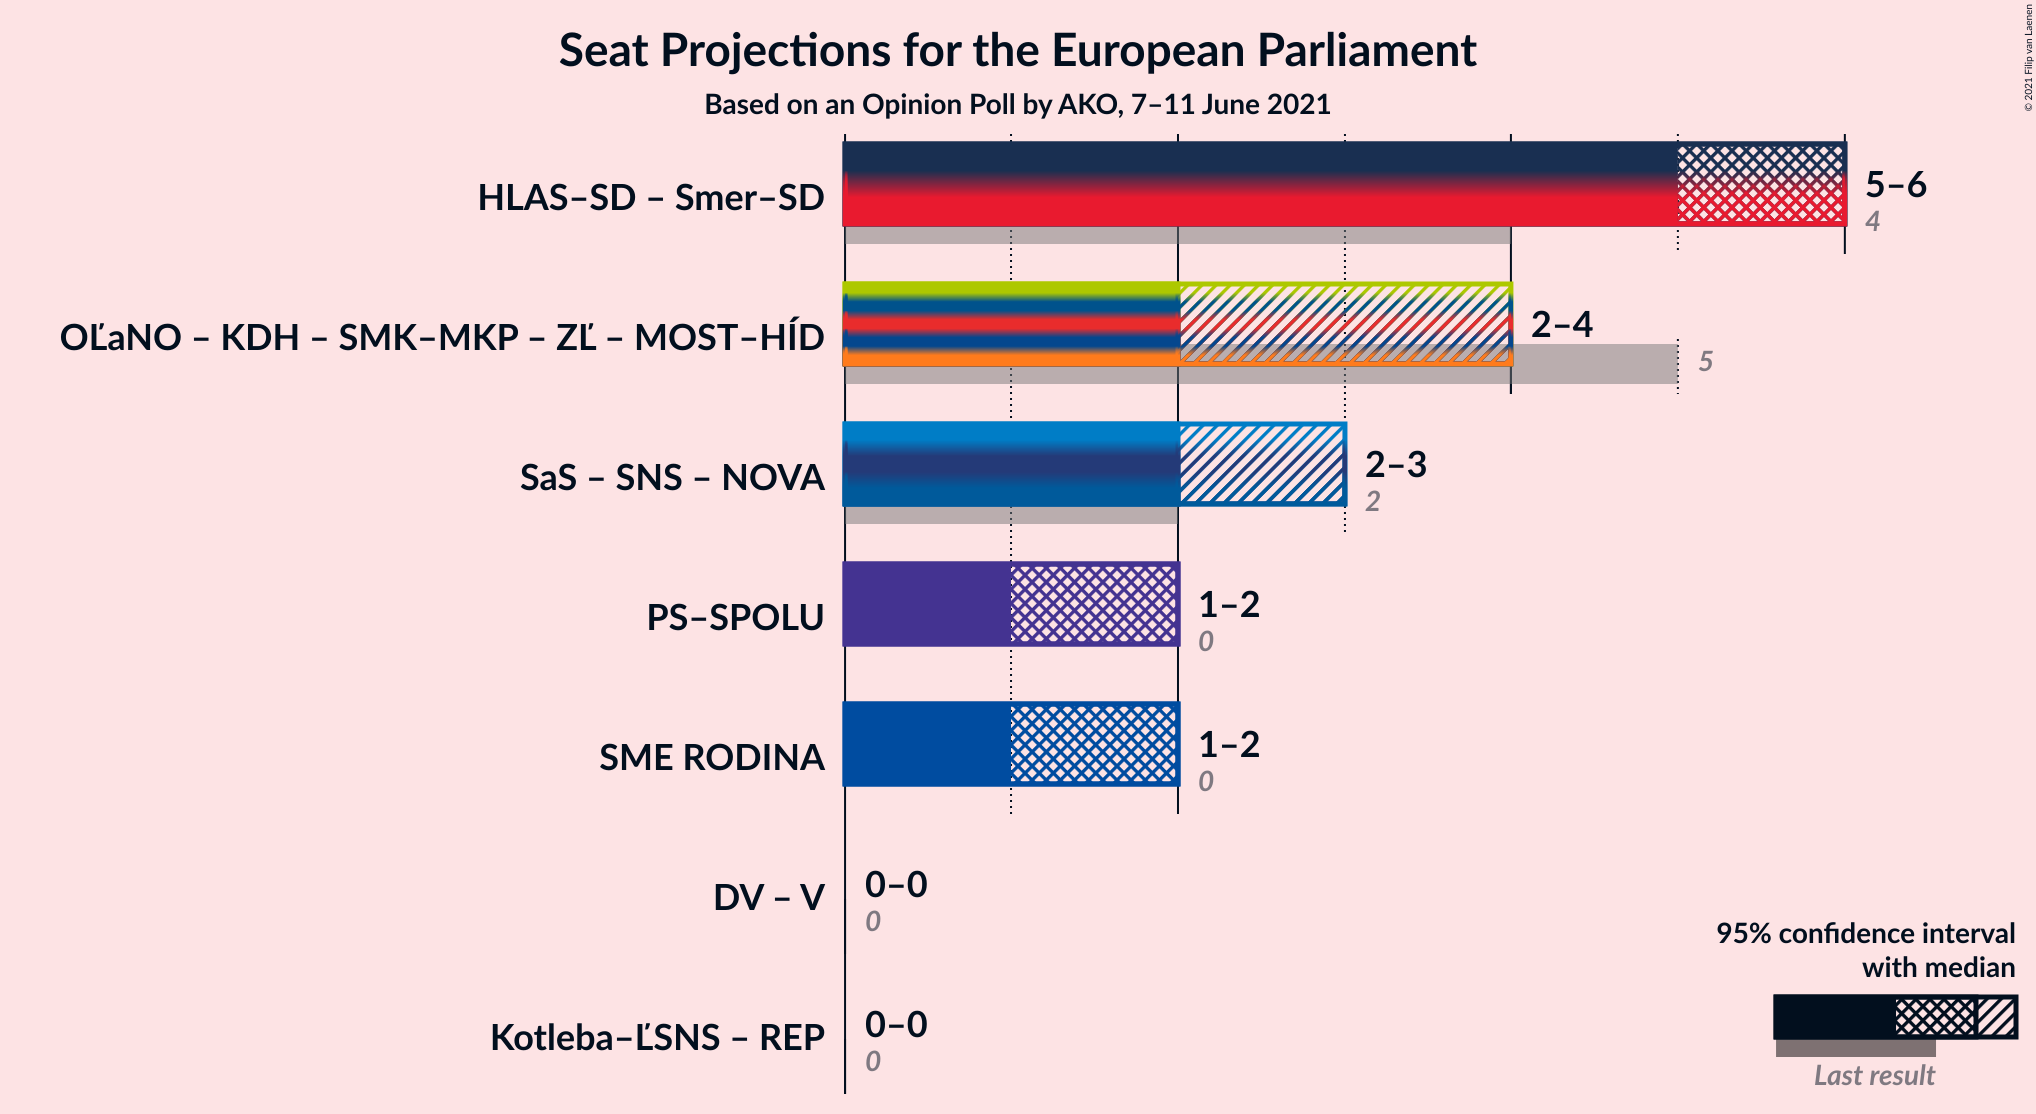 Seat Projections for the European Parliament
Based on an Opinion Poll by AKO, 7–11 June 2021
© 2021 Filip van Laenen
HLAS–SD – Smer–SD
5–6
4
OĽaNO – KDH – SMK–MKP – ZĽ – MOST–HÍD
2–4
5
SaS – SNS – NOVA
2–3
2
PS–SPOLU
1–2
0
SME RODINA
1–2
0
DV – V
0–0
0
Kotleba–ĽSNS – REP
0–0
0
95% confidence interval
with median
Last result